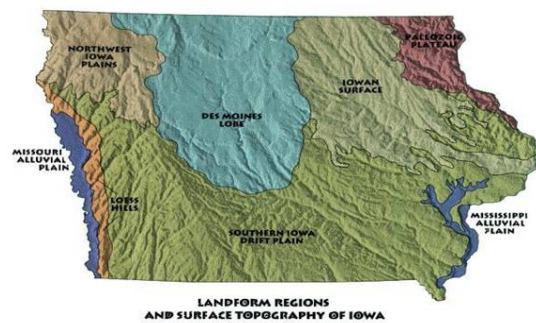 PALEOZOIC
PLATEAU
NORTHWEST
IOWA
PLAINS
IOWAN
SURFACE
DES MOINES
LOBE
MISSOURI
ALLUVIAL
PLAIN
LOESS
HILLS
MISSISSIPPI
ALLUVIAL
PLAIN
SOUTHERN IOWA
DRIFT PLAIN
LANDFORM REGIONS
AND SURFACE TOPOGRAPHY OF IOWA